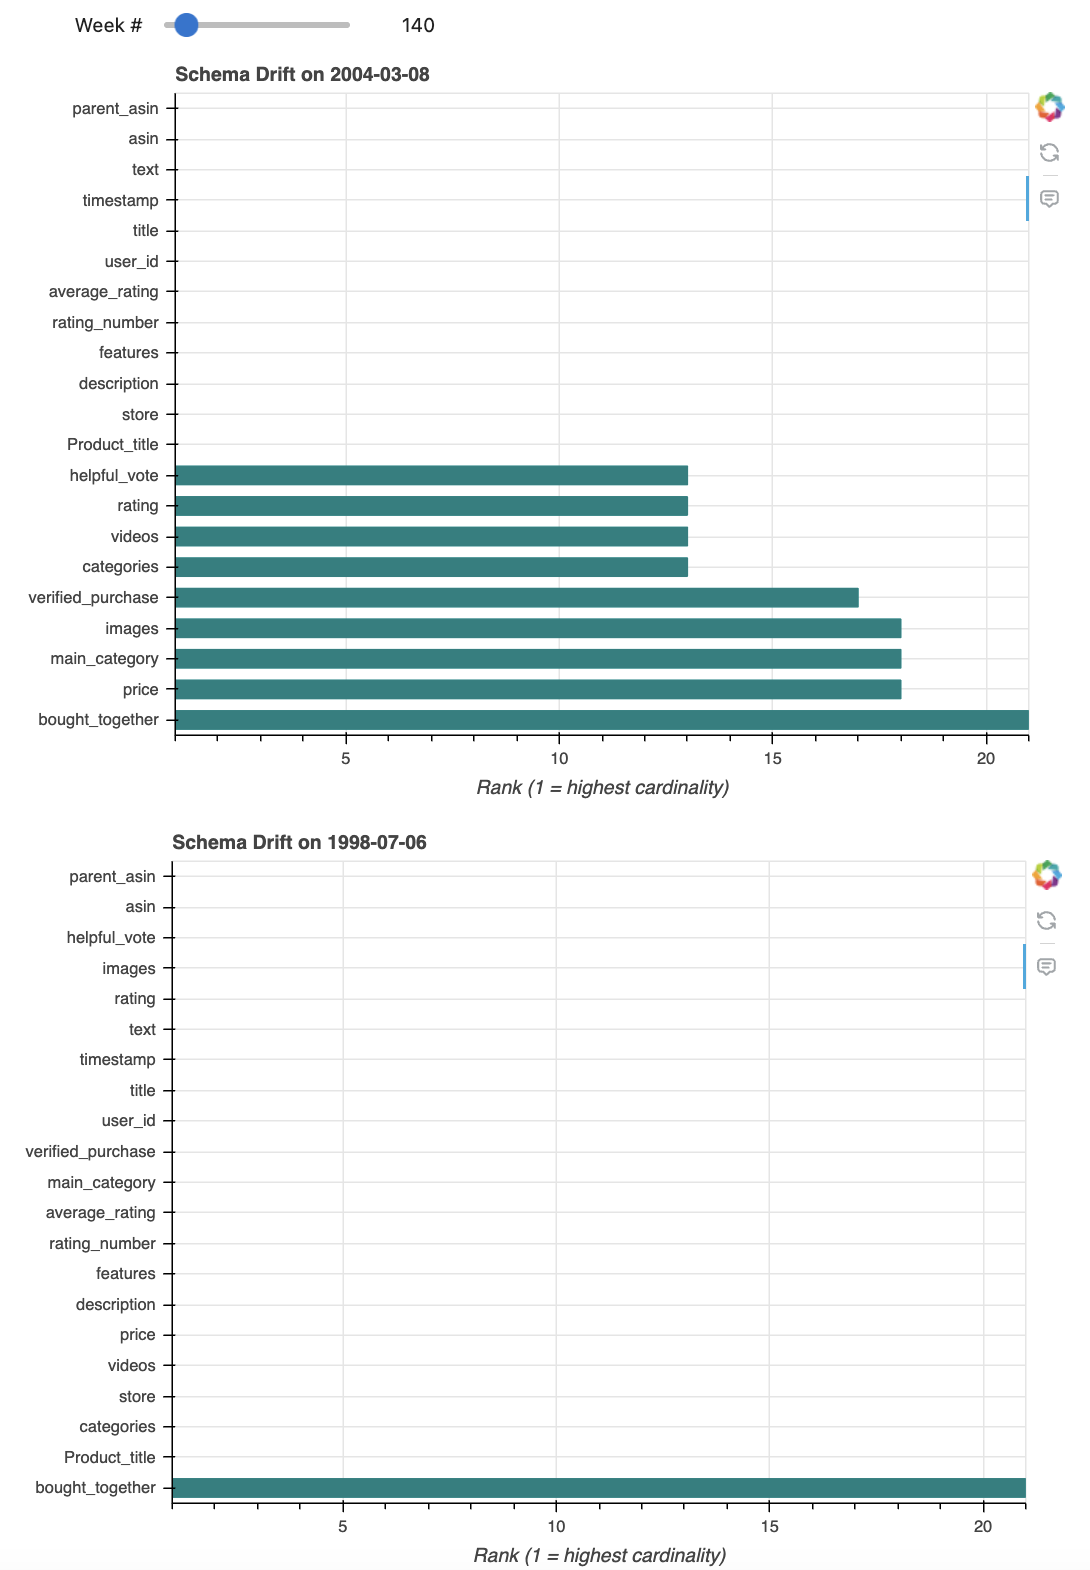 Week # 140
Schema Drift on 2004-03-08
parent_asin
asin
text
timestamp
title
user_id
average_rating
rating_number
features
description
store
Product_title
helpful_vote
rating
videos
categories
verified_purchase
images
main_category
price
bought_together
5 10 15 20
Rank (1 = highest cardinality)
Schema Drift on 1998-07-06
parent_asin
asin
helpful_vote
images
rating
text
timestamp
title
user_id
verified_purchase
main_category
average_rating
rating_number
features
description
price
videos
store
categories
Product_title
bought_together
5 10 15 20
Rank (1 = highest cardinality)